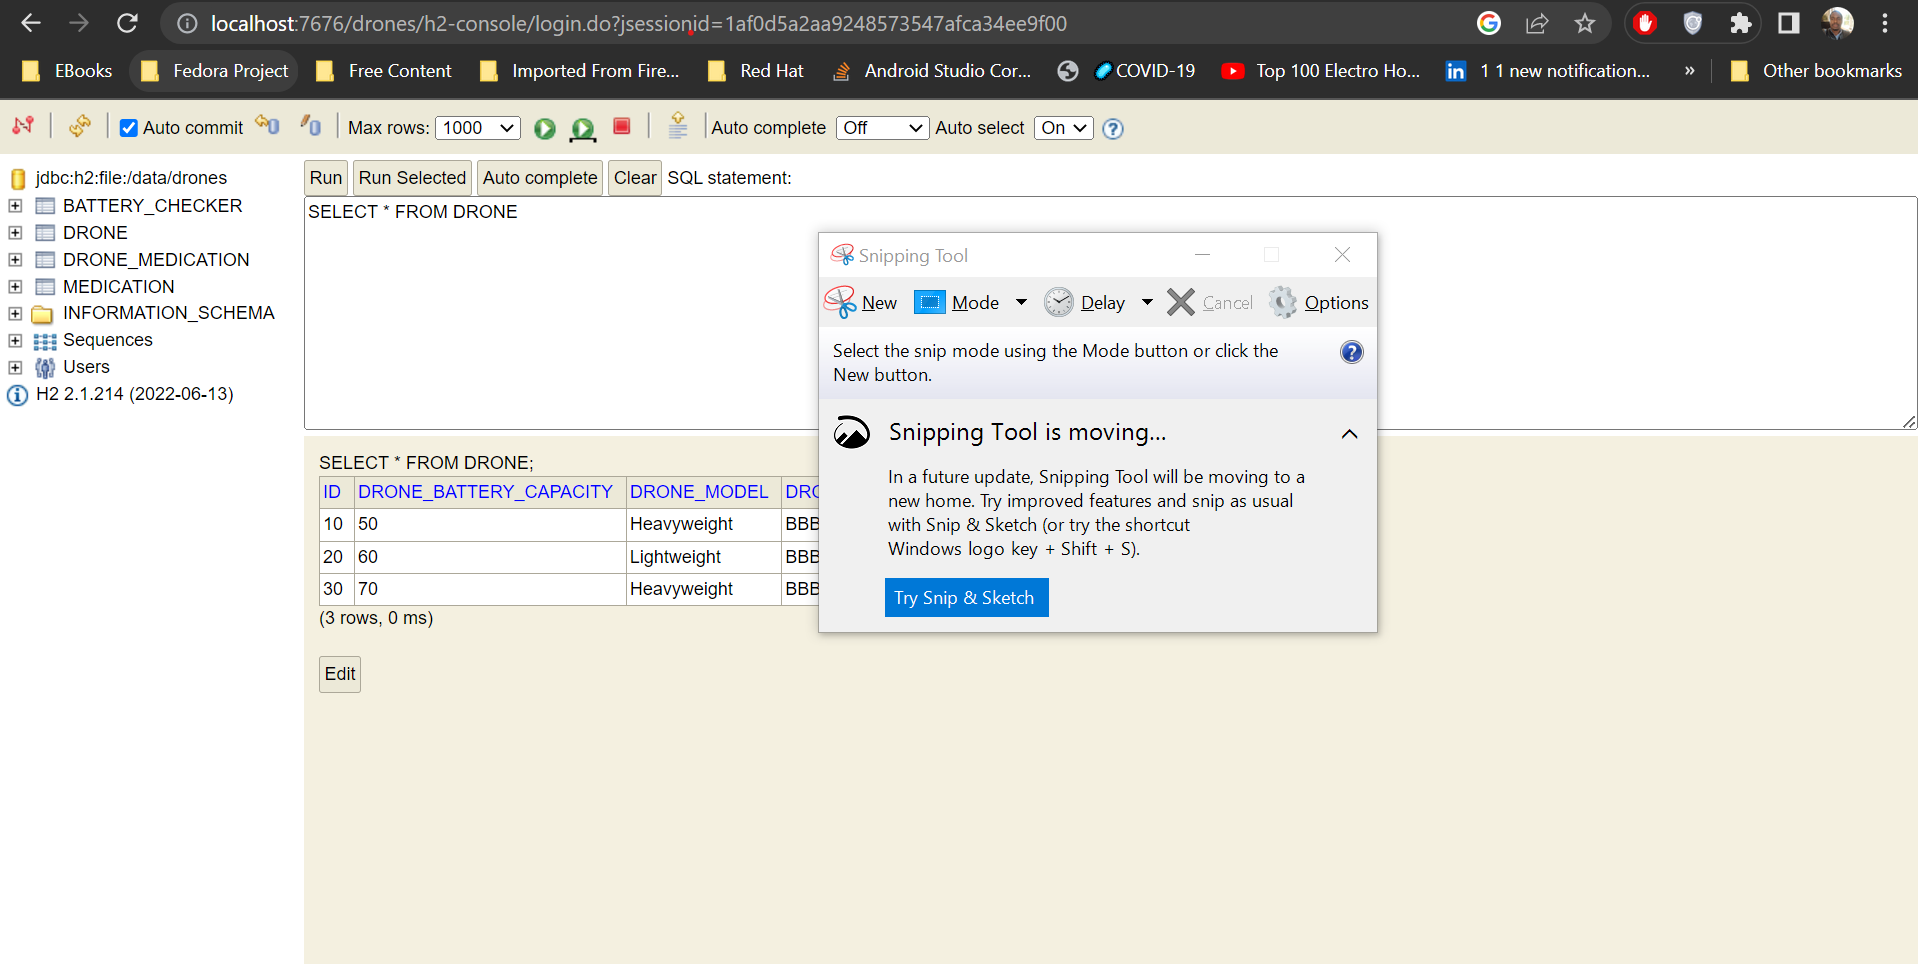 localhost:7676/drones/h2-console/login.do?jsessionid=1af0d5a2aa9248573547afca34ee9f00
EBooks Fedora Project Free Content Imported From Fire... Red Hat Android Studio Cor... COVID-19 Top 100 Electro Ho... 1 1 new notification... » Other bookmarks
Auto commit Max rows: 1000 Auto complete Off Auto select On
jdbc:h2:file:/data/drones
BATTERY_CHECKER
DRONE
DRONE_MEDICATION
MEDICATION
INFORMATION_SCHEMA
Sequences
Users
H2 2.1.214 (2022-06-13)
Run Run Selected Auto complete Clear SQL statement:
SELECT * FROM DRONE
SELECT * FROM DRONE;
ID DRONE_BATTERY_CAPACITY DRONE_MODEL DRO
10 50 Heavyweight BBB
20 60 Lightweight BBB
30 70 Heavyweight BBB
(3 rows, 0 ms)
Edit
Snipping Tool
New Mode Delay Cancel Options
Select the snip mode using the Mode button or click the
New button.
Snipping Tool is moving...
In a future update, Snipping Tool will be moving to a
new home. Try improved features and snip as usual
with Snip & Sketch (or try the shortcut
Windows logo key + Shift + S).
Try Snip & Sketch